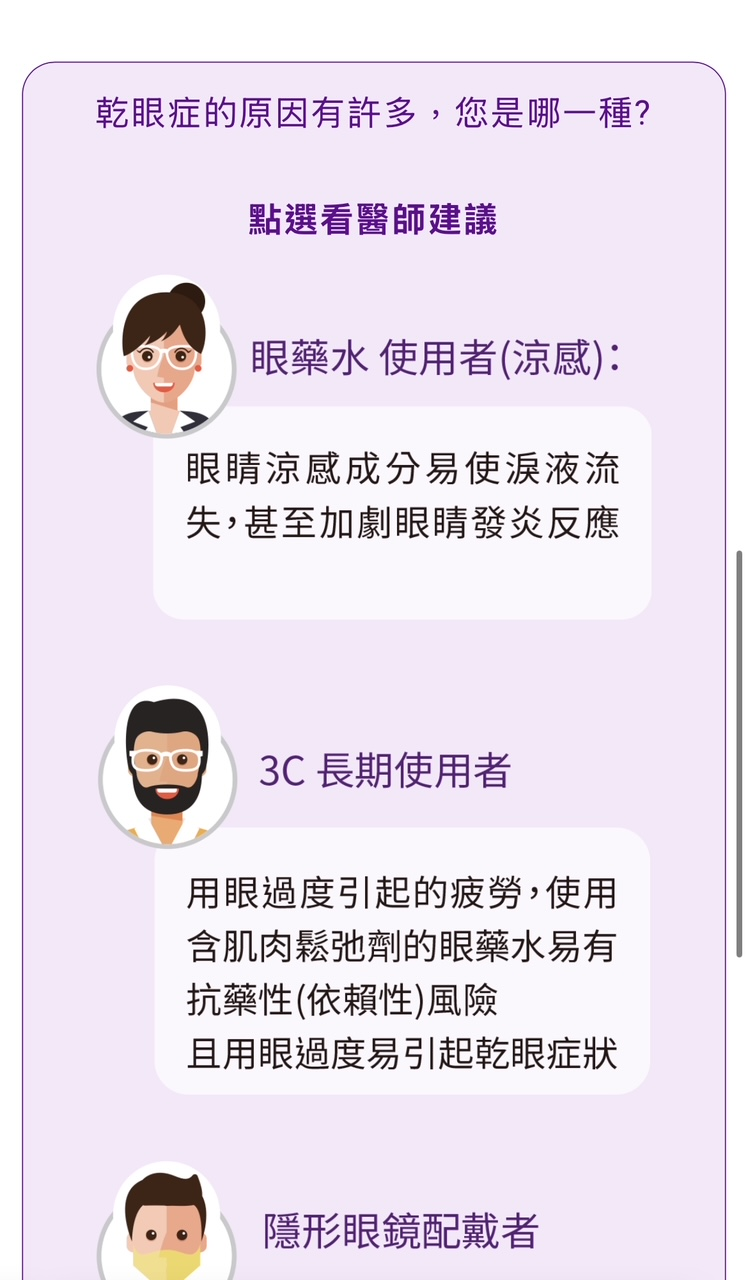 乾眼症的原因有許多，您是哪一種?
點選看醫師建議
眼藥水 使用者(涼感):
眼睛涼感成分易使淚液流
失，甚至加劇眼睛發炎反應
3C 長期使用者
用眼過度引起的疲勞，使用
含肌肉鬆弛劑的眼藥水易有
抗藥性(依賴性)風險
且用眼過度易引起乾眼症狀
隱形眼鏡配戴者